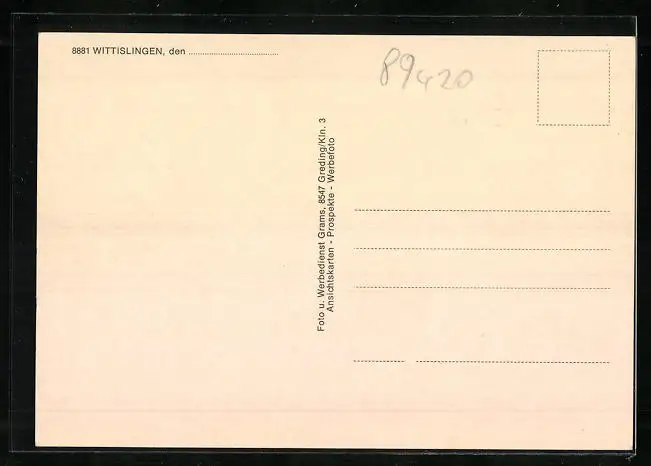 8881 WITTISLINGEN, den ........................................
89420
Foto u. Werbedienst Grams, 8547 Greding/Kln. 3
Ansichtskarten - Prospekte - Werbefoto